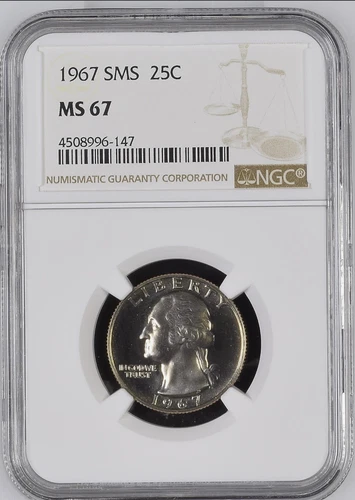 1967 SMS 25C
MS 67
4508996-147
NUMISMATIC GUARANTY CORPORATION
NGC®
LIBERTY
IN GOD WE
TRUST
1967